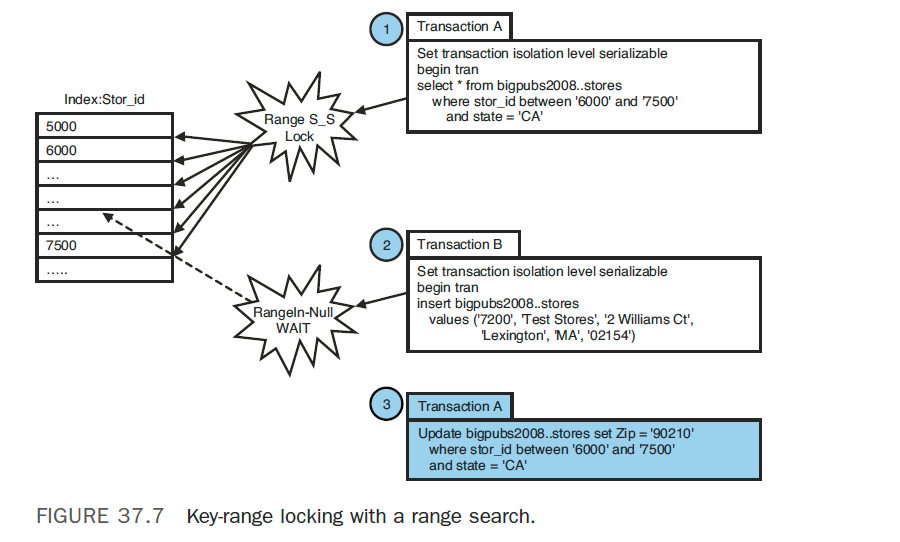 1
Transaction A
Set transaction isolation level serializable
begin tran
select * from bigpubs2008..stores
where stor_id between '6000' and '7500'
and state = 'CA'
Index:Stor_id
5000
6000
...
...
...
7500
.....
Range S_S
Lock
2
Transaction B
Set transaction isolation level serializable
begin tran
insert bigpubs2008..stores
values ('7200', 'Test Stores', '2 Williams Ct',
'Lexington', 'MA', '02154')
RangeIn-Null
WAIT
3
Transaction A
Update bigpubs2008..stores set Zip = '90210'
where stor_id between '6000' and '7500'
and state = 'CA'
FIGURE 37.7 Key-range locking with a range search.